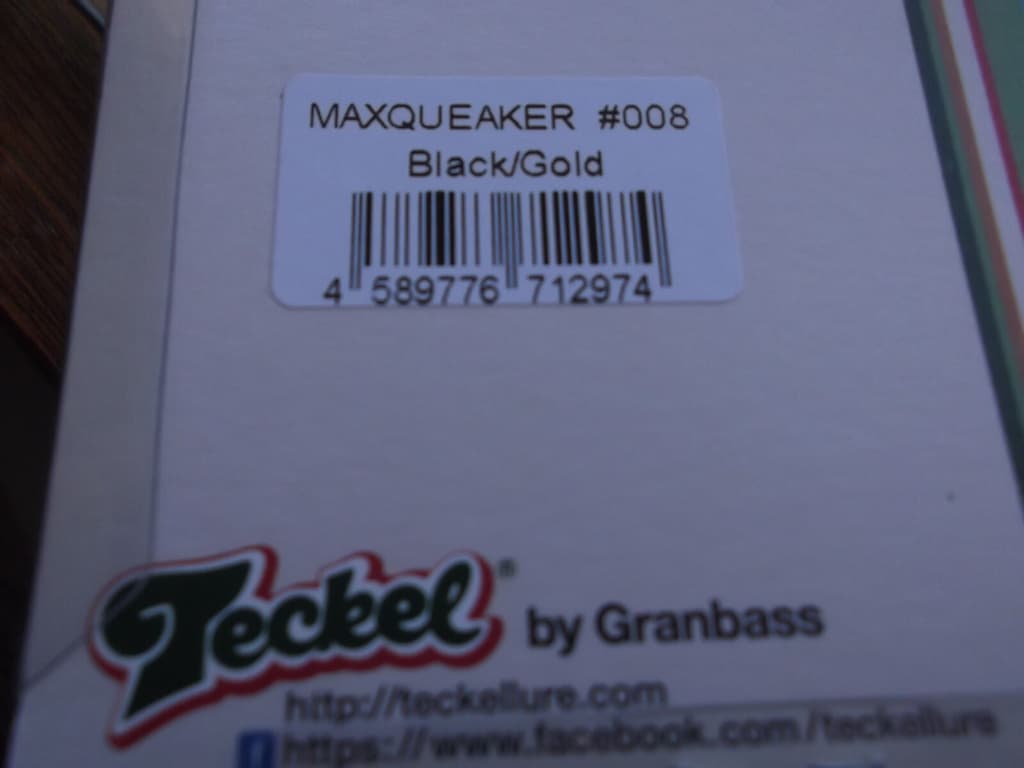 MAXQUEAKER #008
Black/Gold
4 589776 712974
Teckel® by Granbass
http://teckellure.com
f https://www.facebook.com/teckellure